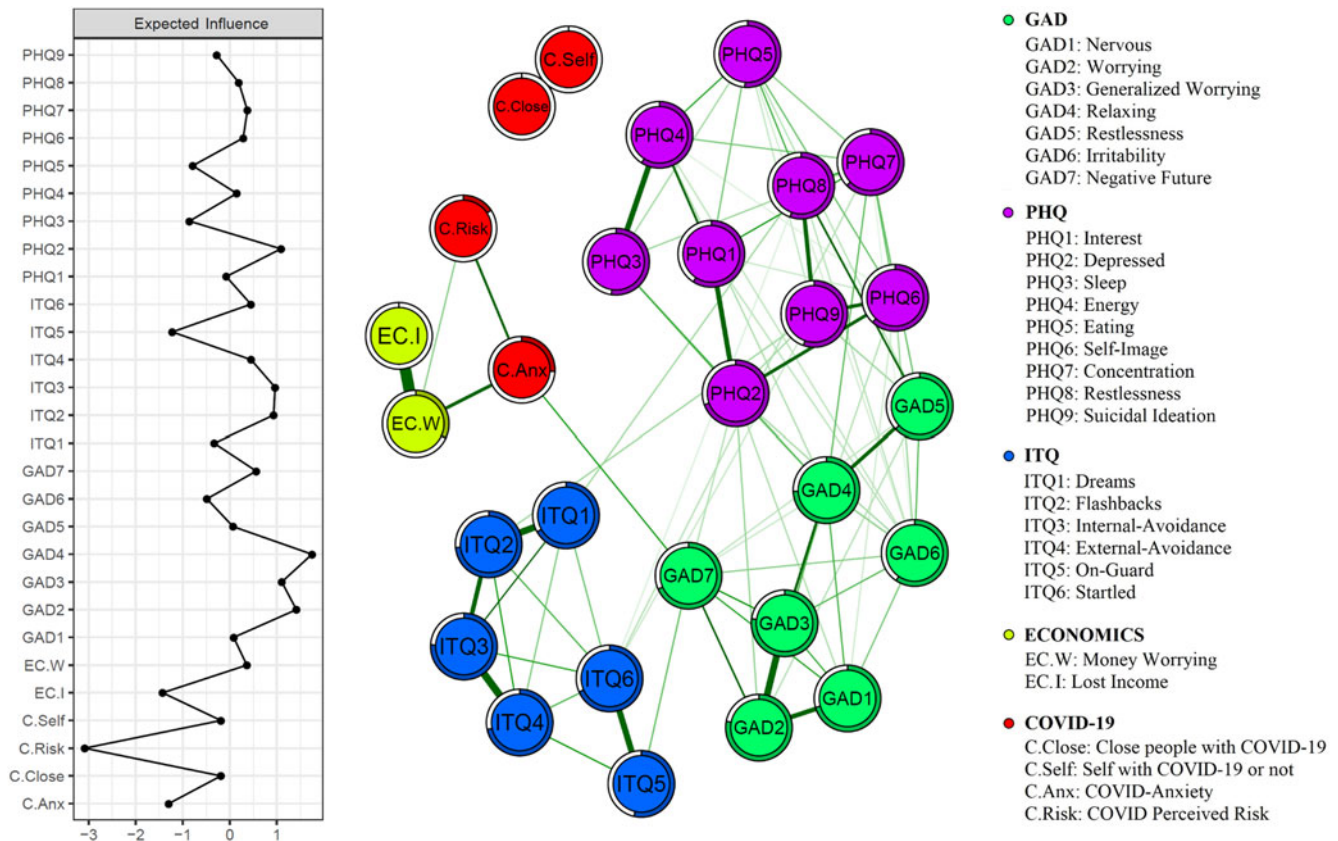 Expected Influence
PHQ9
PHQ8
PHQ7
PHQ6
PHQ5
PHQ4
PHQ3
PHQ2
PHQ1
ITQ6
ITQ5
ITQ4
ITQ3
ITQ2
ITQ1
GAD7
GAD6
GAD5
GAD4
GAD3
GAD2
GAD1
EC.W
EC.I
C.Self
C.Risk
C.Close
C.Anx
−3 −2 −1 0 1
C.Self
C.Close
PHQ5
PHQ4
PHQ7
PHQ8
C.Risk
PHQ3
PHQ1
PHQ6
PHQ9
EC.I
C.Anx
PHQ2
GAD5
EC.W
GAD4
ITQ1
ITQ2
GAD6
GAD7
GAD3
ITQ3
ITQ6
GAD1
ITQ4
GAD2
ITQ5
GAD
GAD1: Nervous
GAD2: Worrying
GAD3: Generalized Worrying
GAD4: Relaxing
GAD5: Restlessness
GAD6: Irritability
GAD7: Negative Future
PHQ
PHQ1: Interest
PHQ2: Depressed
PHQ3: Sleep
PHQ4: Energy
PHQ5: Eating
PHQ6: Self-Image
PHQ7: Concentration
PHQ8: Restlessness
PHQ9: Suicidal Ideation
ITQ
ITQ1: Dreams
ITQ2: Flashbacks
ITQ3: Internal-Avoidance
ITQ4: External-Avoidance
ITQ5: On-Guard
ITQ6: Startled
ECONOMICS
EC.W: Money Worrying
EC.I: Lost Income
COVID-19
C.Close: Close people with COVID-19
C.Self: Self with COVID-19 or not
C.Anx: COVID-Anxiety
C.Risk: COVID Perceived Risk